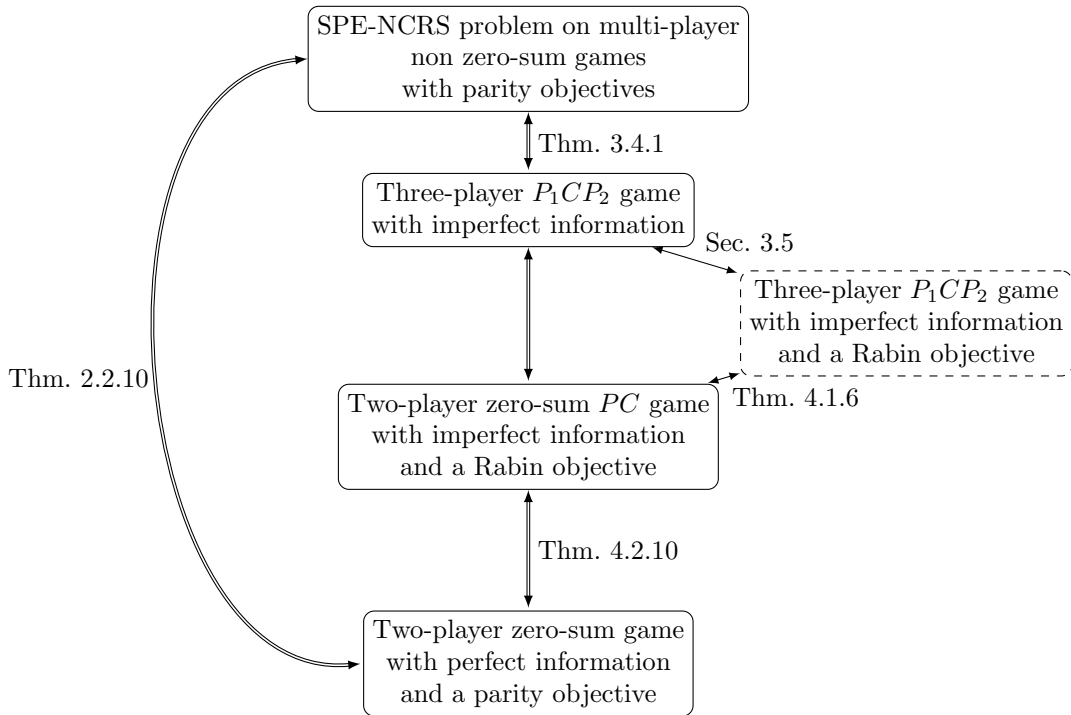 SPE-NCRS problem on multi-player
non zero-sum games
with parity objectives
Thm. 3.4.1
Three-player P₁CP₂ game
with imperfect information
Sec. 3.5
Three-player P₁CP₂ game
with imperfect information
and a Rabin objective
Thm. 2.2.10
Thm. 4.1.6
Two-player zero-sum PC game
with imperfect information
and a Rabin objective
Thm. 4.2.10
Two-player zero-sum game
with perfect information
and a parity objective